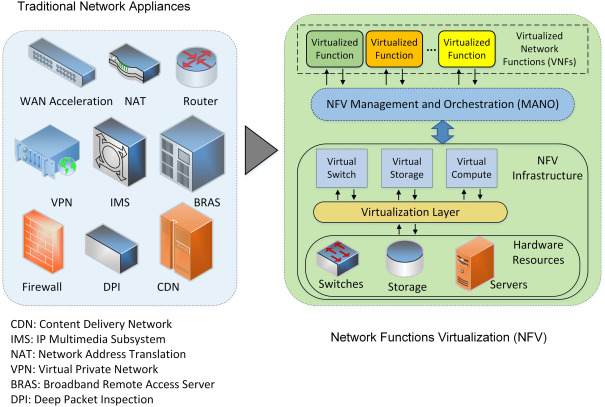 Traditional Network Appliances
WAN Acceleration
NAT
Router
VPN
IMS
BRAS
Firewall
DPI
CDN
CDN: Content Delivery Network
IMS: IP Multimedia Subsystem
NAT: Network Address Translation
VPN: Virtual Private Network
BRAS: Broadband Remote Access Server
DPI: Deep Packet Inspection
Virtualized
Function
Virtualized
Function
...
Virtualized
Function
Virtualized
Network
Functions (VNFs)
NFV Management and Orchestration (MANO)
Virtual
Switch
Virtual
Storage
Virtual
Compute
NFV
Infrastructure
Virtualization Layer
Hardware
Resources
Switches
Storage
Servers
Network Functions Virtualization (NFV)